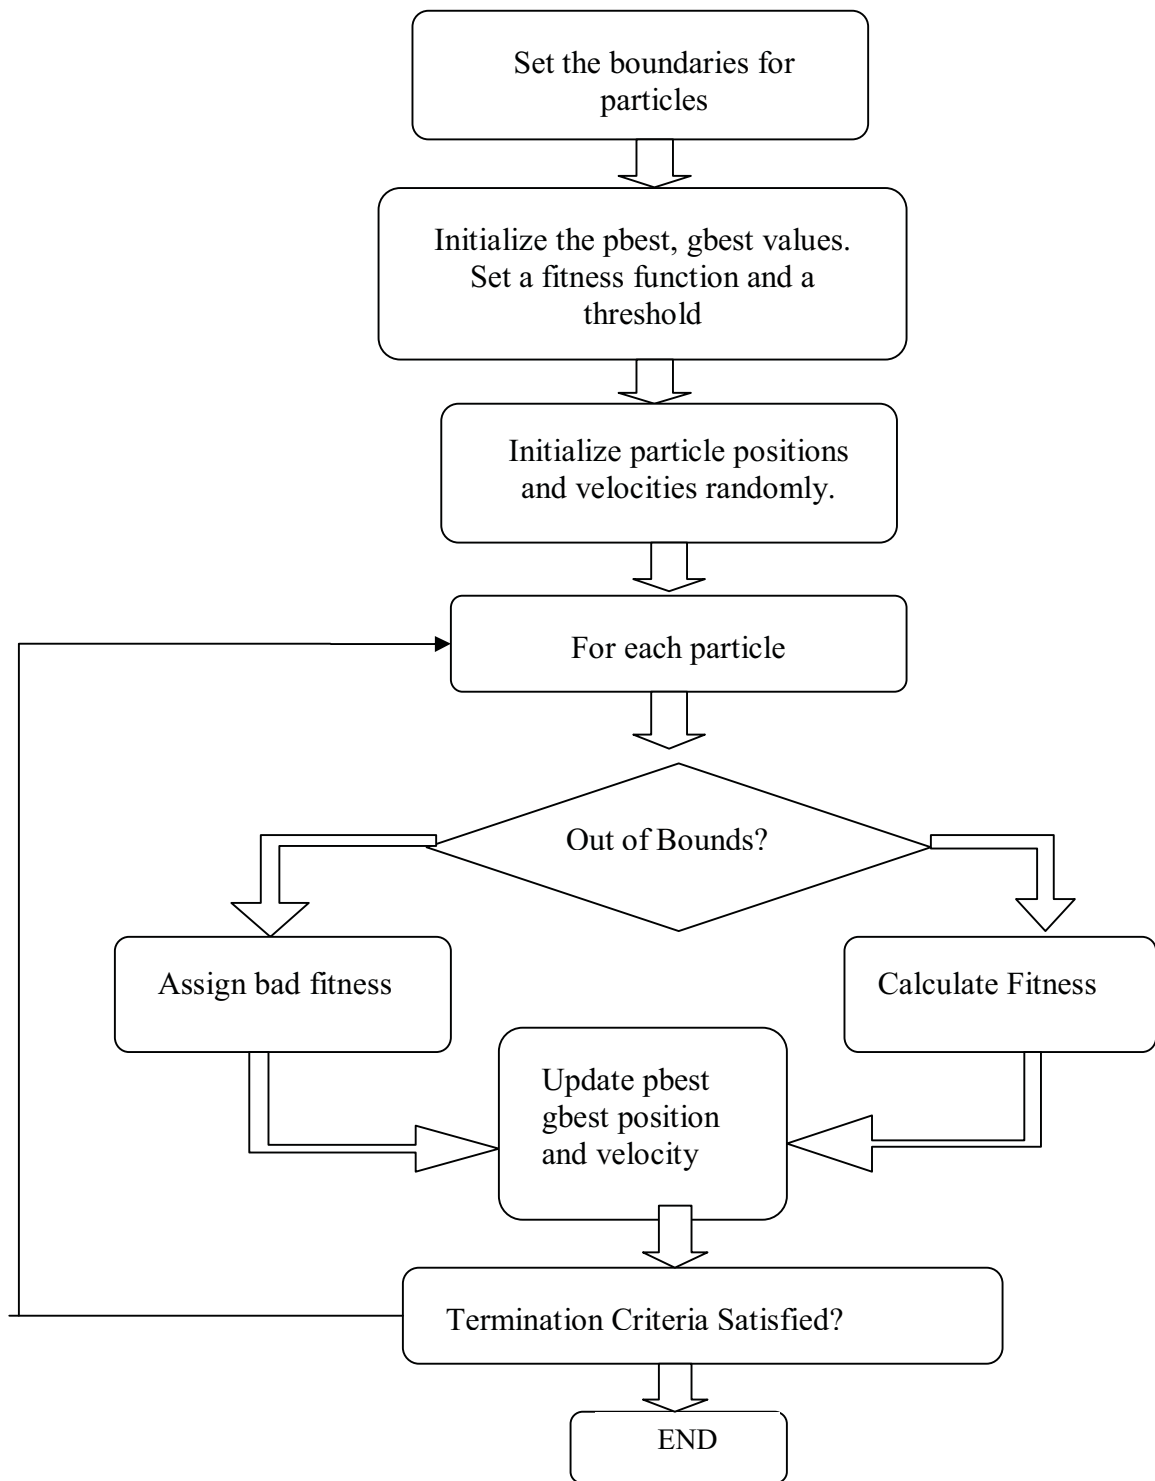 Set the boundaries for
particles
Initialize the pbest, gbest values.
Set a fitness function and a
threshold
Initialize particle positions
and velocities randomly.
For each particle
Out of Bounds?
Assign bad fitness
Calculate Fitness
Update pbest
gbest position
and velocity
Termination Criteria Satisfied?
END